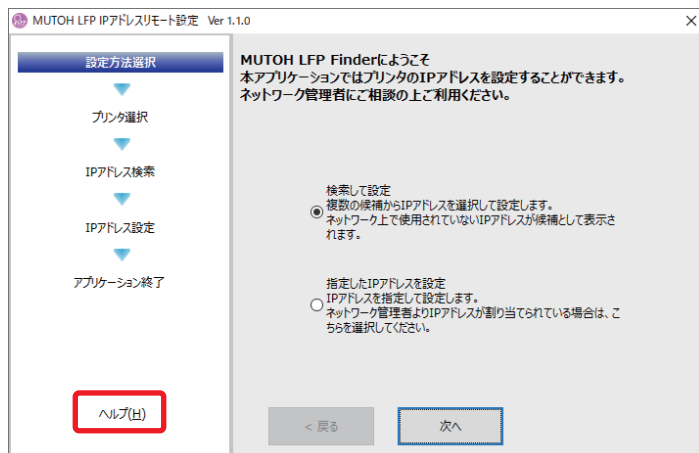 MUTOH LFP IPアドレスリモート設定 Ver 1.1.0
設定方法選択
プリンタ選択
IPアドレス検索
IPアドレス設定
アプリケーション終了
ヘルプ(H)
MUTOH LFP Finderにようこそ
本アプリケーションではプリンタのIPアドレスを設定することができます。
ネットワーク管理者にご相談の上ご利用ください。
検索して設定
複数の候補からIPアドレスを選択して設定します。
ネットワーク上で使用されていないIPアドレスが候補として表示さ
れます。
指定したIPアドレスを設定
IPアドレスを指定して設定します。
ネットワーク管理者よりIPアドレスが割り当てられている場合は、こ
ちらを選択してください。
< 戻る
次へ